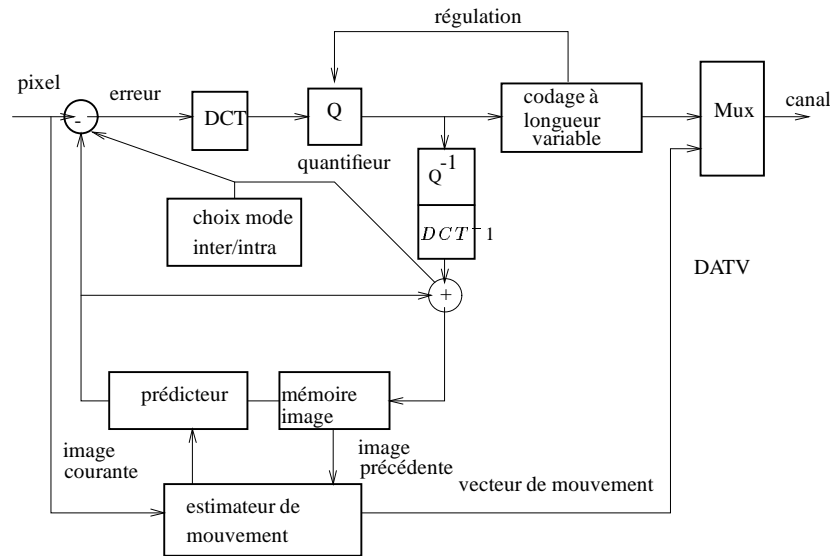 régulation
pixel
erreur
-
DCT
Q
quantifieur
codage à
longueur
variable
Mux
canal
Q-1
DCT-1
choix mode
inter/intra
DATV
+
prédicteur
mémoire
image
image
courante
image
précédente
vecteur de mouvement
estimateur de
mouvement